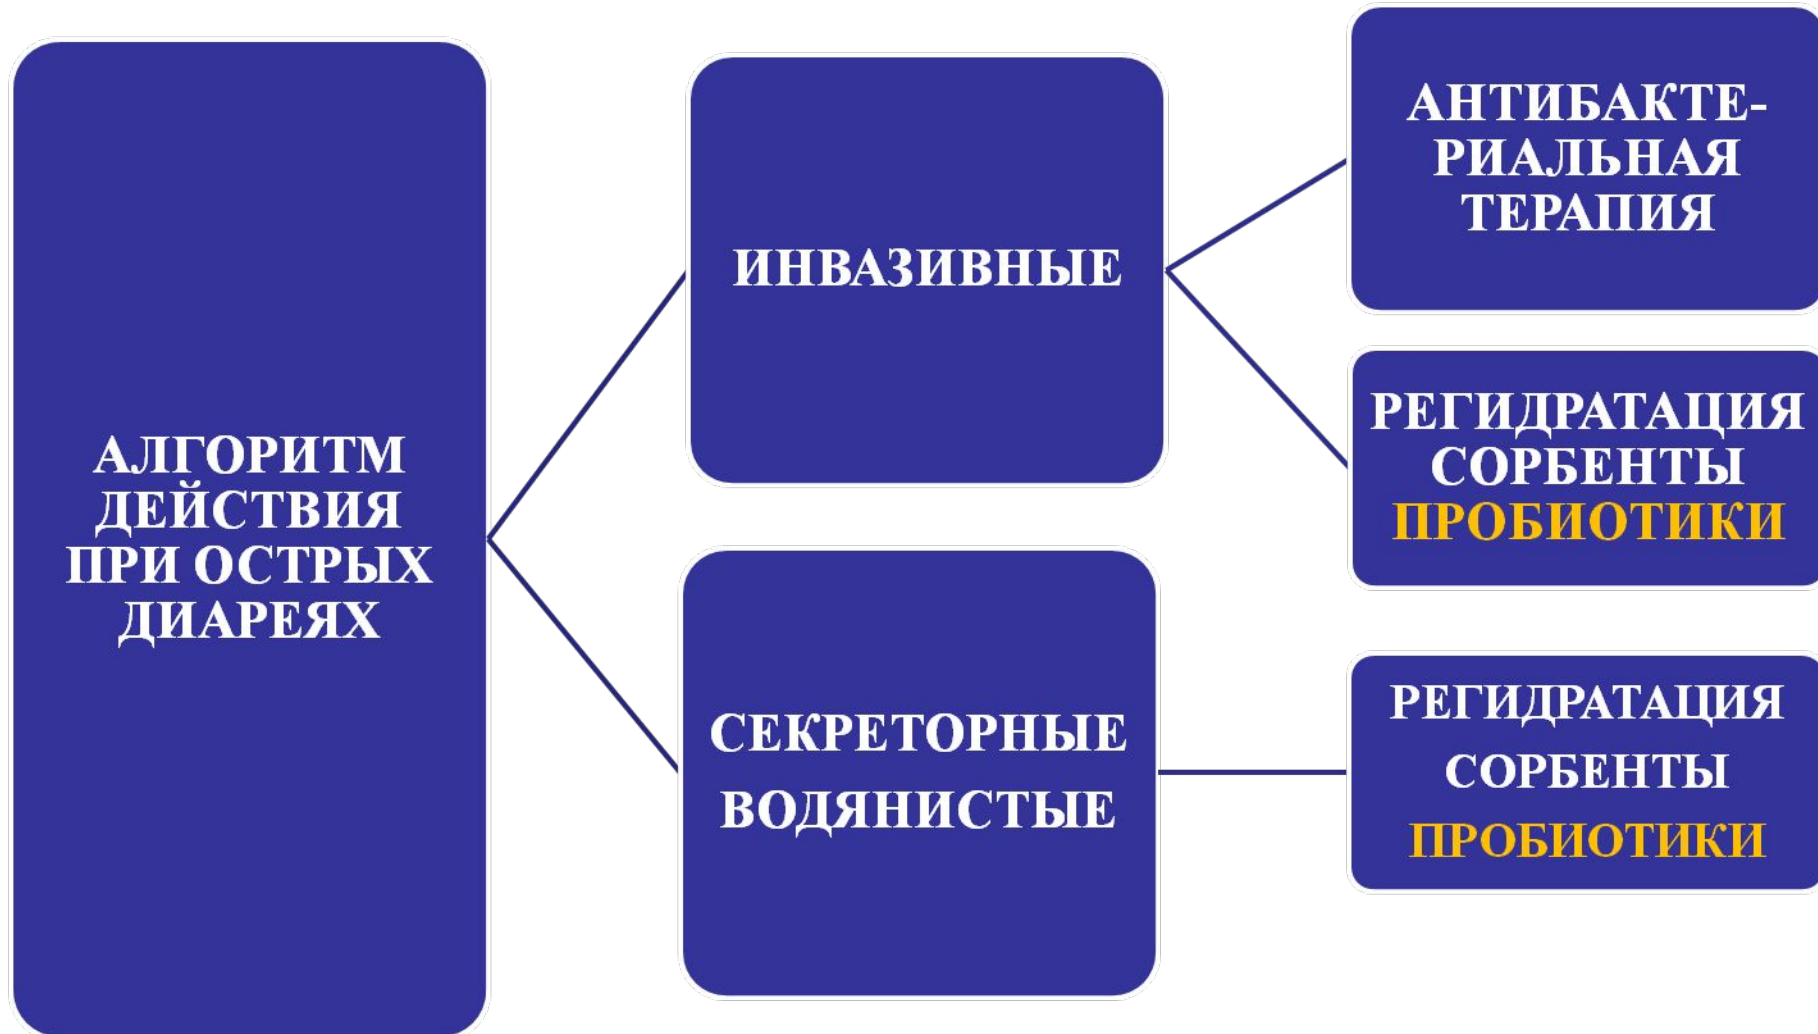 АЛГОРИТМ
ДЕЙСТВИЯ
ПРИ ОСТРЫХ
ДИАРЕЯХ
ИНВАЗИВНЫЕ
СЕКРЕТОРНЫЕ
ВОДЯНИСТЫЕ
АНТИБАКТЕ-
РИАЛЬНАЯ
ТЕРАПИЯ
РЕГИДРАТАЦИЯ
СОРБЕНТЫ
ПРОБИОТИКИ
РЕГИДРАТАЦИЯ
СОРБЕНТЫ
ПРОБИОТИКИ